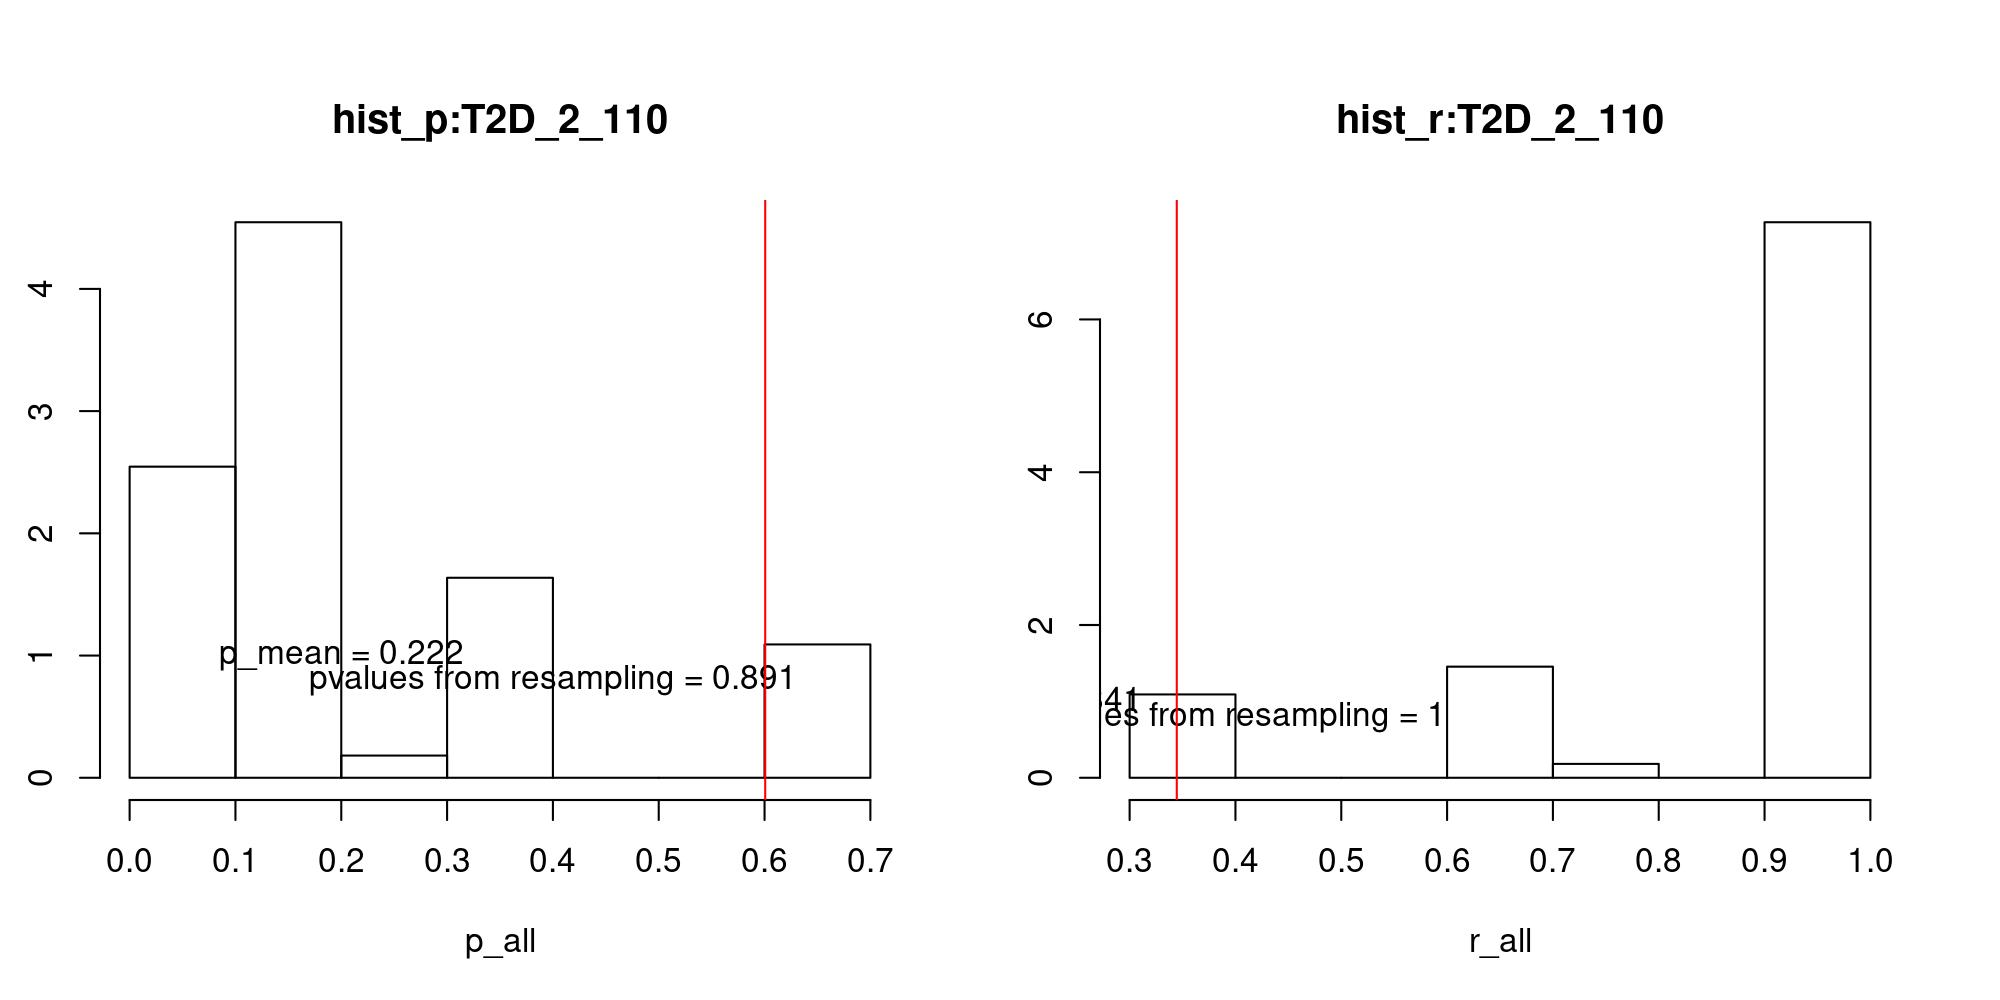 hist_p:T2D_2_110
4
3
2
1
0
p_mean = 0.222
pvalues from resampling = 0.891
0.0 0.1 0.2 0.3 0.4 0.5 0.6 0.7
p_all
hist_r:T2D_2_110
6
4
2
0
41
es from resampling = 1
0.3 0.4 0.5 0.6 0.7 0.8 0.9 1.0
r_all